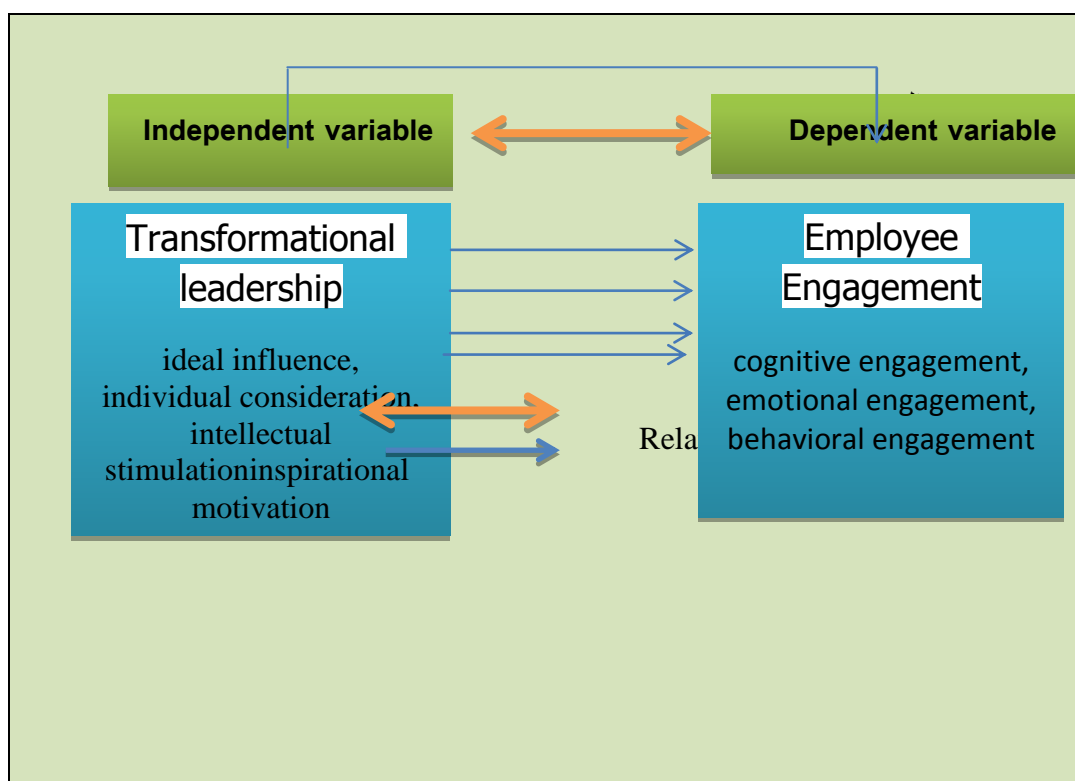 Independent variable
Dependent variable
Transformational
leadership
ideal influence,
individual consideration,
intellectual
stimulationinspirational
motivation
Employee
Engagement
cognitive engagement,
emotional engagement,
behavioral engagement